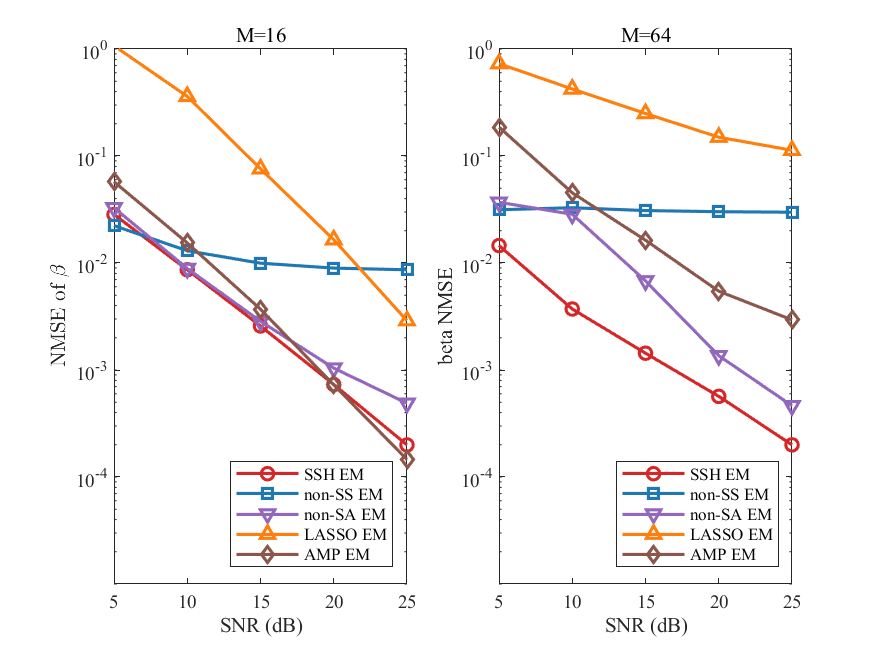 M=16
10^0
10^-1
10^-2
10^-3
10^-4
NMSE of β
5 10 15 20 25
SNR (dB)
SSH EM
non-SS EM
non-SA EM
LASSO EM
AMP EM
M=64
10^0
10^-1
10^-2
10^-3
10^-4
beta NMSE
5 10 15 20 25
SNR (dB)
SSH EM
non-SS EM
non-SA EM
LASSO EM
AMP EM